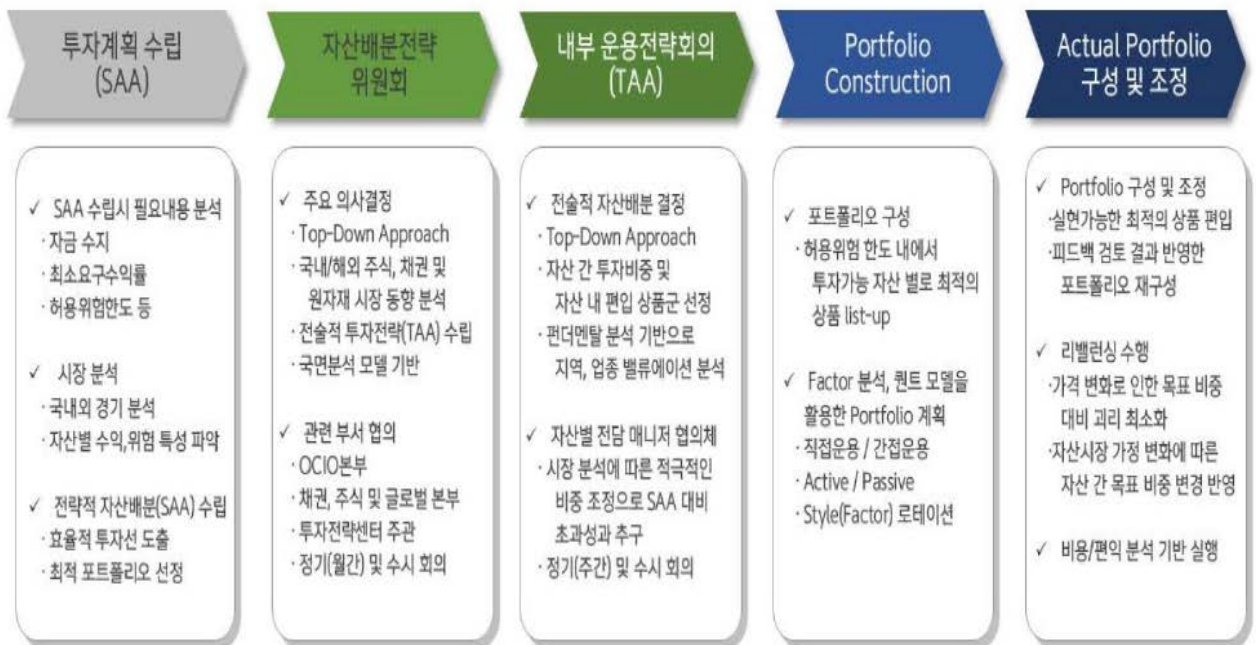 투자계획 수립
(SAA)
✓ SAA 수립시 필요내용 분석
· 자금 수지
· 최소요구수익률
· 허용위험한도 등
✓ 시장 분석
· 국내외 경기 분석
· 자산별 수익,위험 특성 파악
✓ 전략적 자산배분(SAA) 수립
· 효율적 투자선 도출
· 최적 포트폴리오 선정
자산배분전략
위원회
✓ 주요 의사결정
· Top-Down Approach
· 국내/해외 주식, 채권 및
원자재 시장 동향 분석
· 전술적 투자전략(TAA) 수립
· 국면분석 모델 기반
✓ 관련 부서 협의
· OCIO본부
· 채권, 주식 및 글로벌 본부
· 투자전략센터 주관
· 정기(월간) 및 수시 회의
내부 운용전략회의
(TAA)
✓ 전술적 자산배분 결정
· Top-Down Approach
· 자산 간 투자비중 및
자산 내 편입 상품군 선정
· 펀더멘탈 분석 기반으로
지역, 업종 밸류에이션 분석
✓ 자산별 전담 매니저 협의체
· 시장 분석에 따른 적극적인
비중 조정으로 SAA 대비
초과성과 추구
· 정기(주간) 및 수시 회의
Portfolio
Construction
✓ 포트폴리오 구성
· 허용위험 한도 내에서
투자가능 자산 별로 최적의
상품 list-up
✓ Factor 분석, 퀀트 모델을
활용한 Portfolio 계획
· 직접운용 / 간접운용
· Active / Passive
· Style(Factor) 로테이션
Actual Portfolio
구성 및 조정
✓ Portfolio 구성 및 조정
·실현가능한 최적의 상품 편입
·피드백 검토 결과 반영한
포트폴리오 재구성
✓ 리밸런싱 수행
·가격 변화로 인한 목표 비중
대비 괴리 최소화
·자산시장 가정 변화에 따른
자산 간 목표 비중 변경 반영
✓ 비용/편익 분석 기반 실행